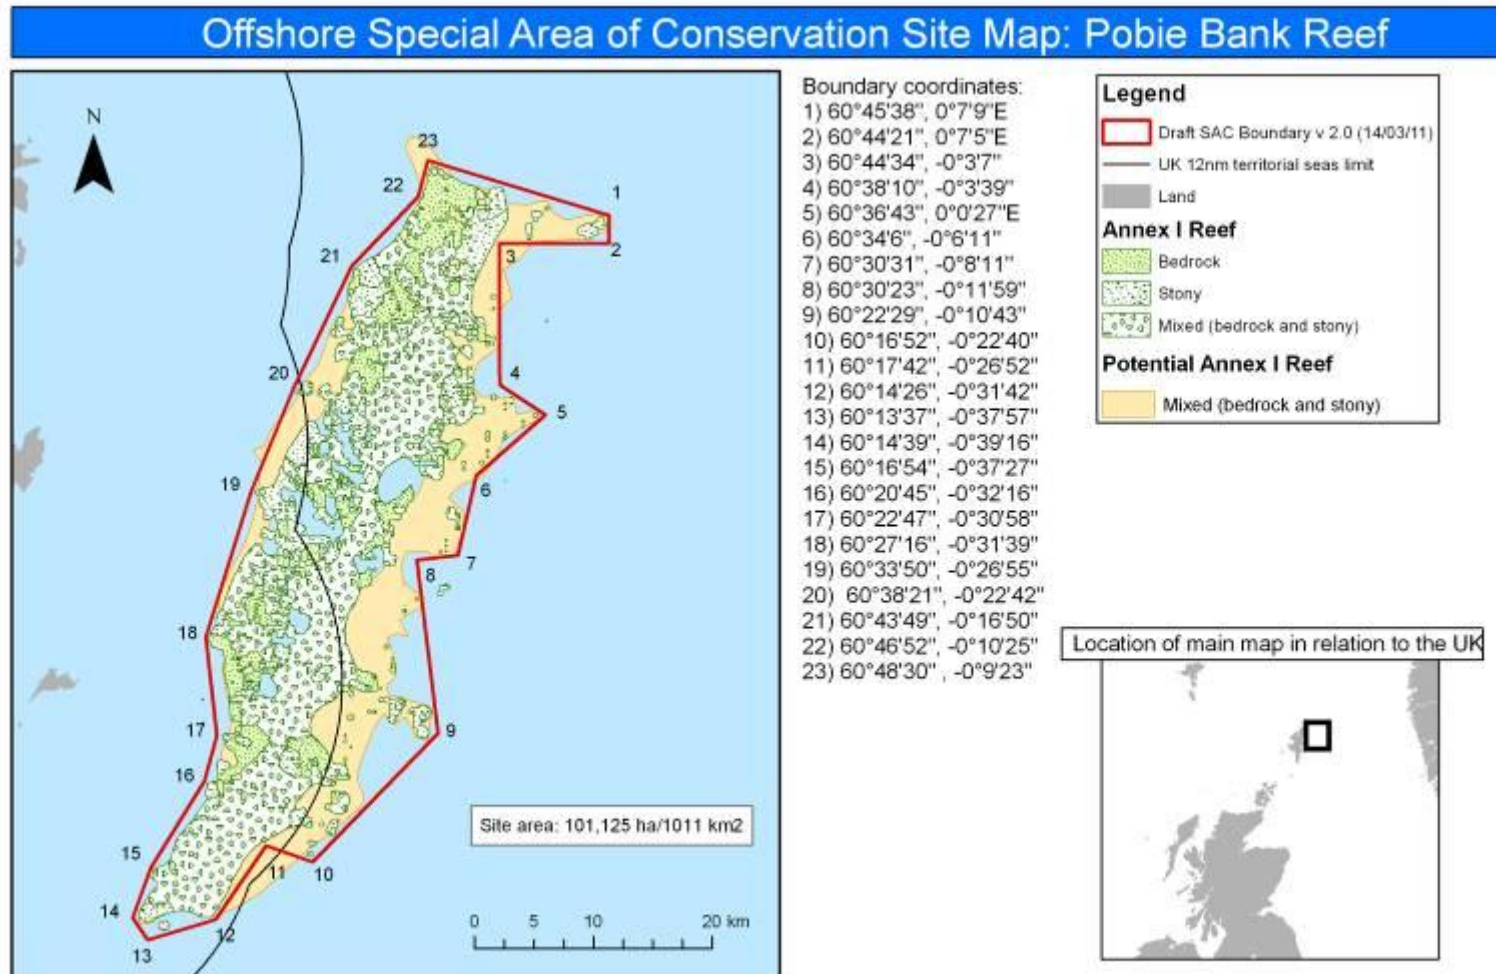 Offshore Special Area of Conservation Site Map: Pobie Bank Reef
N
23
22
1
2
21
3
20
4
5
19
6
7
8
18
17
9
16
15
11
10
14
12
13
Site area: 101,125 ha/1011 km2
0 5 10 20 km
Boundary coordinates:
1) 60°45'38", 0°7'9"E
2) 60°44'21", 0°7'5"E
3) 60°44'34", -0°3'7"
4) 60°38'10", -0°3'39"
5) 60°36'43", 0°0'27"E
6) 60°34'6", -0°6'11"
7) 60°30'31", -0°8'11"
8) 60°30'23", -0°11'59"
9) 60°22'29", -0°10'43"
10) 60°16'52", -0°22'40"
11) 60°17'42", -0°26'52"
12) 60°14'26", -0°31'42"
13) 60°13'37", -0°37'57"
14) 60°14'39", -0°39'16"
15) 60°16'54", -0°37'27"
16) 60°20'45", -0°32'16"
17) 60°22'47", -0°30'58"
18) 60°27'16", -0°31'39"
19) 60°33'50", -0°26'55"
20) 60°38'21", -0°22'42"
21) 60°43'49", -0°16'50"
22) 60°46'52", -0°10'25"
23) 60°48'30" , -0°9'23"
Legend
Draft SAC Boundary v 2.0 (14/03/11)
UK 12nm territorial seas limit
Land
Annex I Reef
Bedrock
Stony
Mixed (bedrock and stony)
Potential Annex I Reef
Mixed (bedrock and stony)
Location of main map in relation to the UK